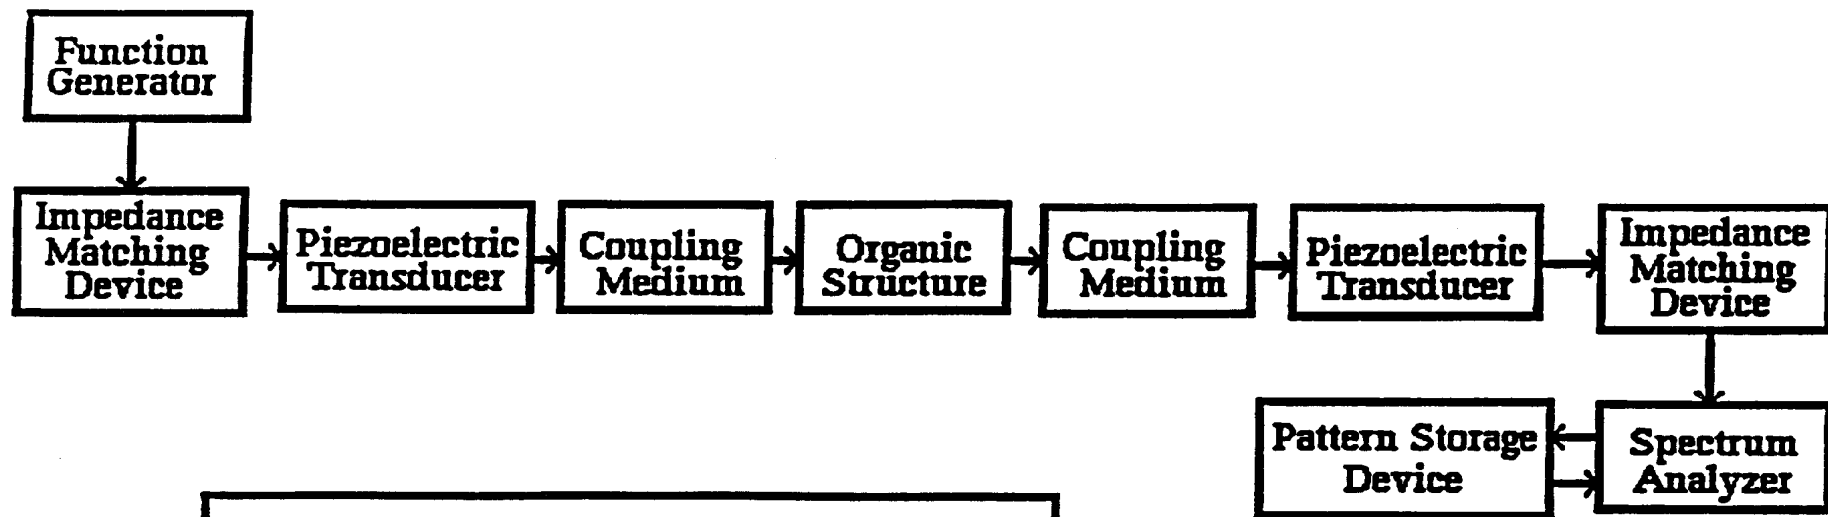 Function
Generator
Impedance
Matching
Device
Piezoelectric
Transducer
Coupling
Medium
Organic
Structure
Coupling
Medium
Piezoelectric
Transducer
Impedance
Matching
Device
Pattern Storage
Device
Spectrum
Analyzer